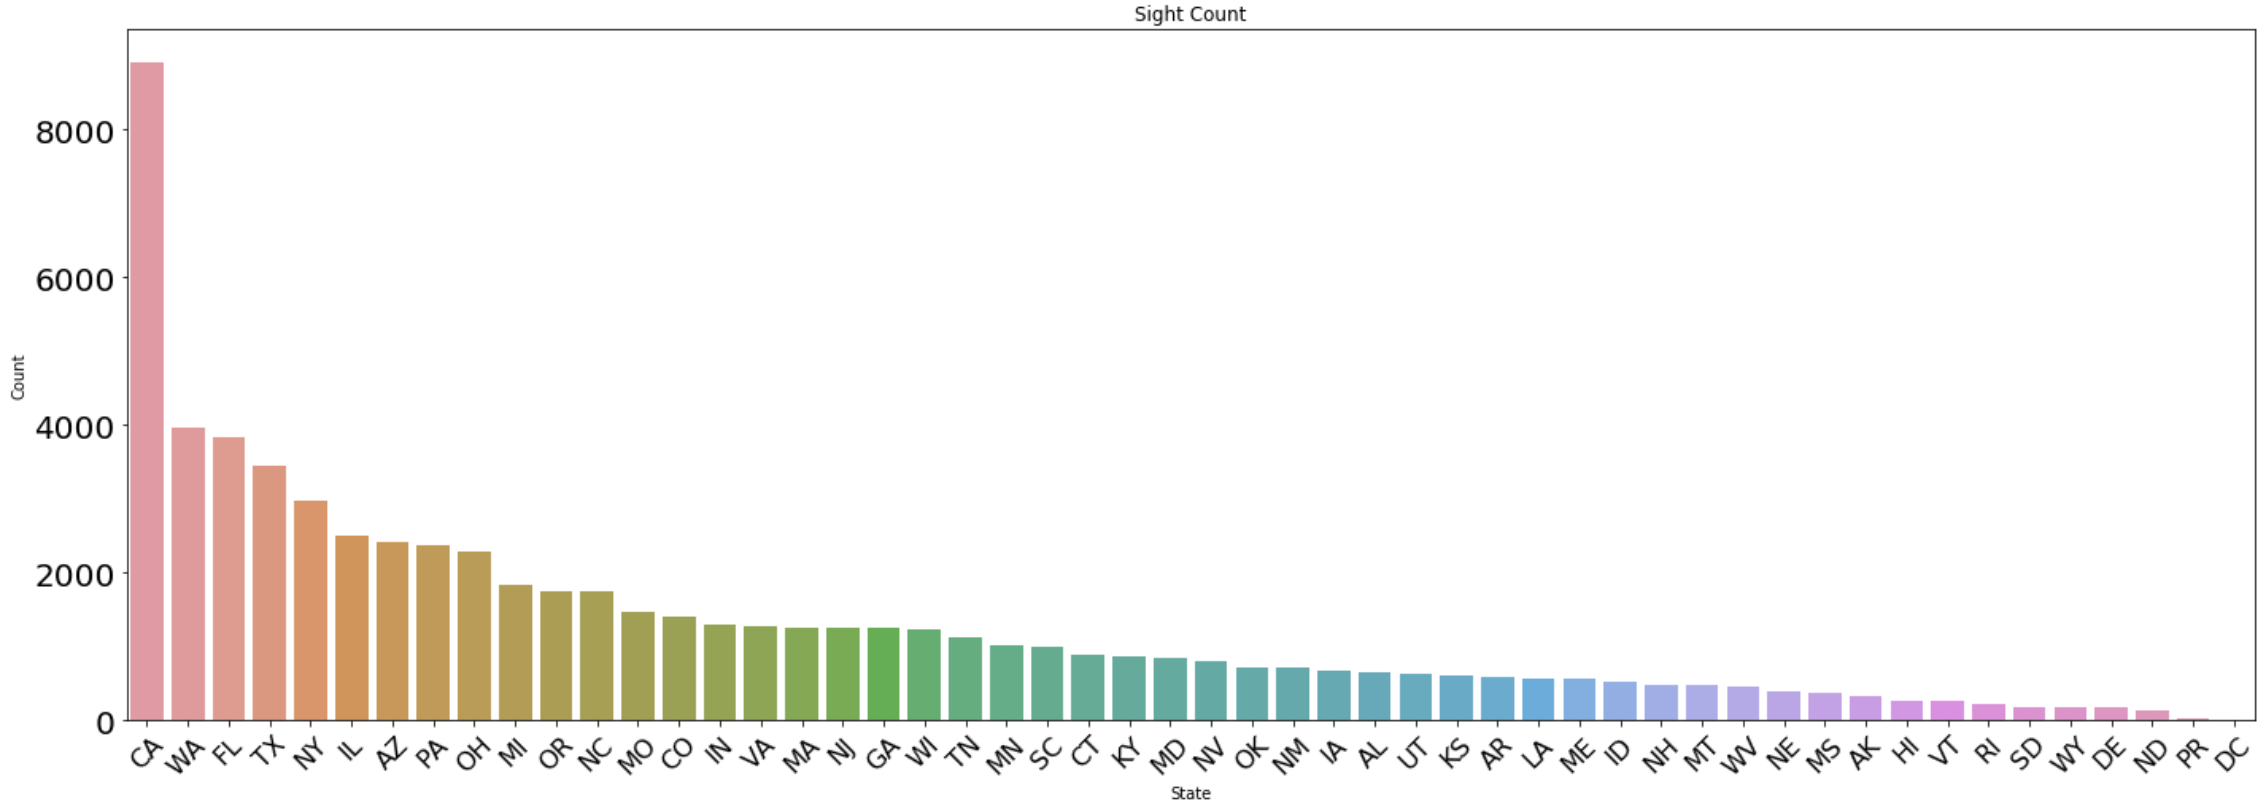 Sight Count
8000
6000
4000
2000
0
Count
CA WA FL TX NY IL AZ PA OH MI OR NC MO CO IN VA MA NJ GA WI TN MN SC CT KY MD NV OK NM IA AL UT KS AR LA ME ID NH MT WV NE MS AK HI VT RI SD WY DE ND PR DC
State